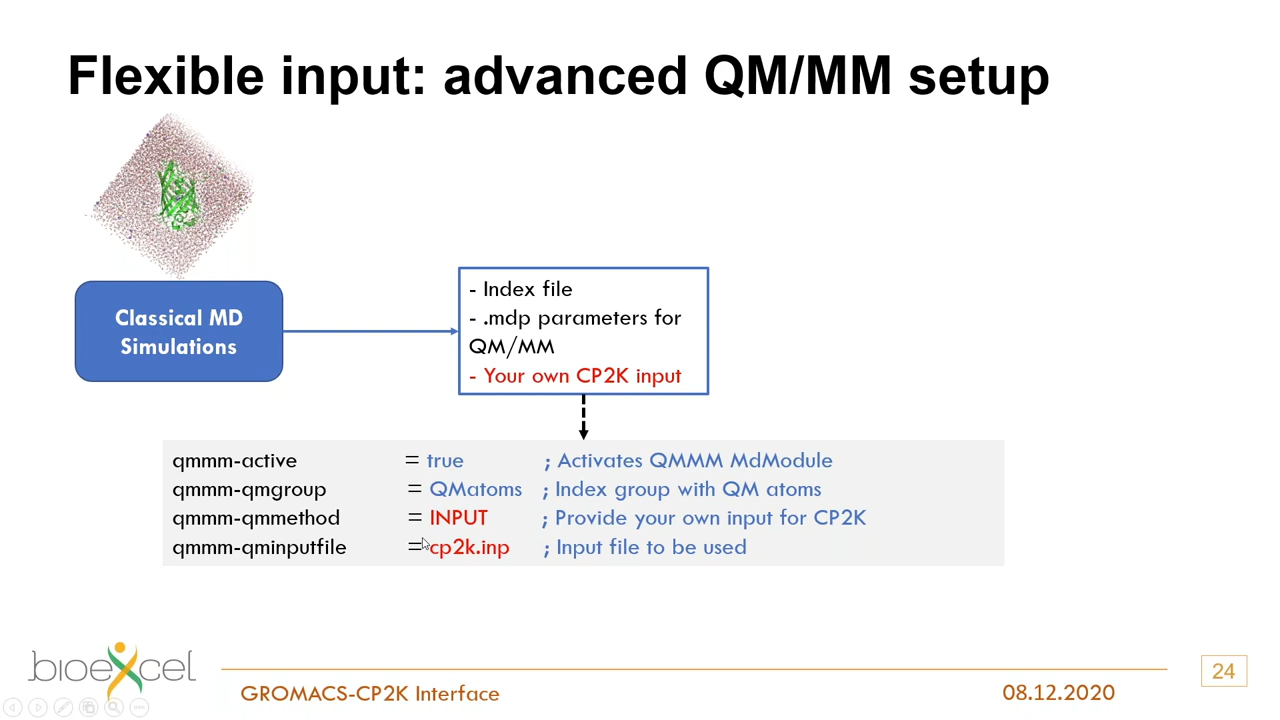 Flexible input: advanced QM/MM setup
Classical MD
Simulations
- Index file
- .mdp parameters for
QM/MM
- Your own CP2K input
qmmm-active = true ; Activates QMMM MdModule
qmmm-qmgroup = QMatoms ; Index group with QM atoms
qmmm-qmmethod = INPUT ; Provide your own input for CP2K
qmmm-qminputfile = cp2k.inp ; Input file to be used
bioexcel
GROMACS-CP2K Interface
08.12.2020
24